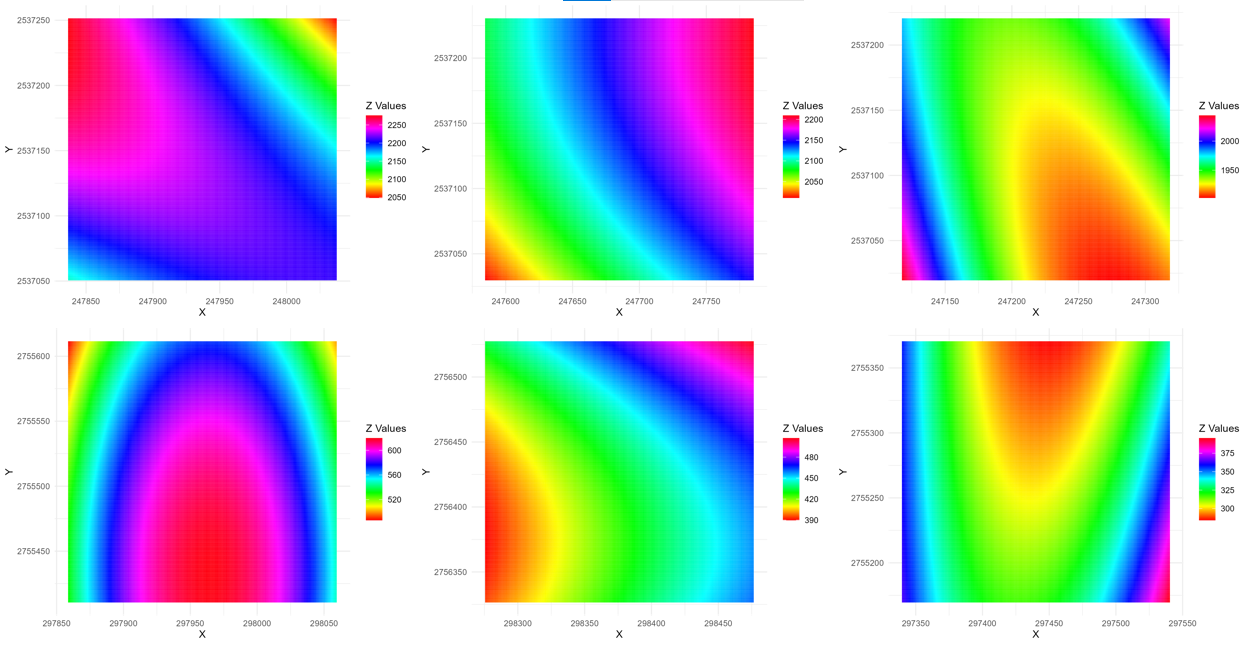 2537250
2537200
2537150
2537100
2537050
Y
247850 247900 247950 248000
X
Z Values
2250
2200
2150
2100
2050
2537200
2537150
2537100
2537050
Y
247600 247650 247700 247750
X
Z Values
2200
2150
2100
2050
2537200
2537150
2537100
2537050
Y
247150 247200 247250 247300
X
Z Values
2000
1950
2755600
2755550
2755500
2755450
Y
297850 297900 297950 298000 298050
X
Z Values
600
560
520
2756500
2756450
2756400
2756350
Y
298300 298350 298400 298450
X
Z Values
480
450
420
390
2755350
2755300
2755250
2755200
Y
297350 297400 297450 297500 297550
X
Z Values
375
350
325
300